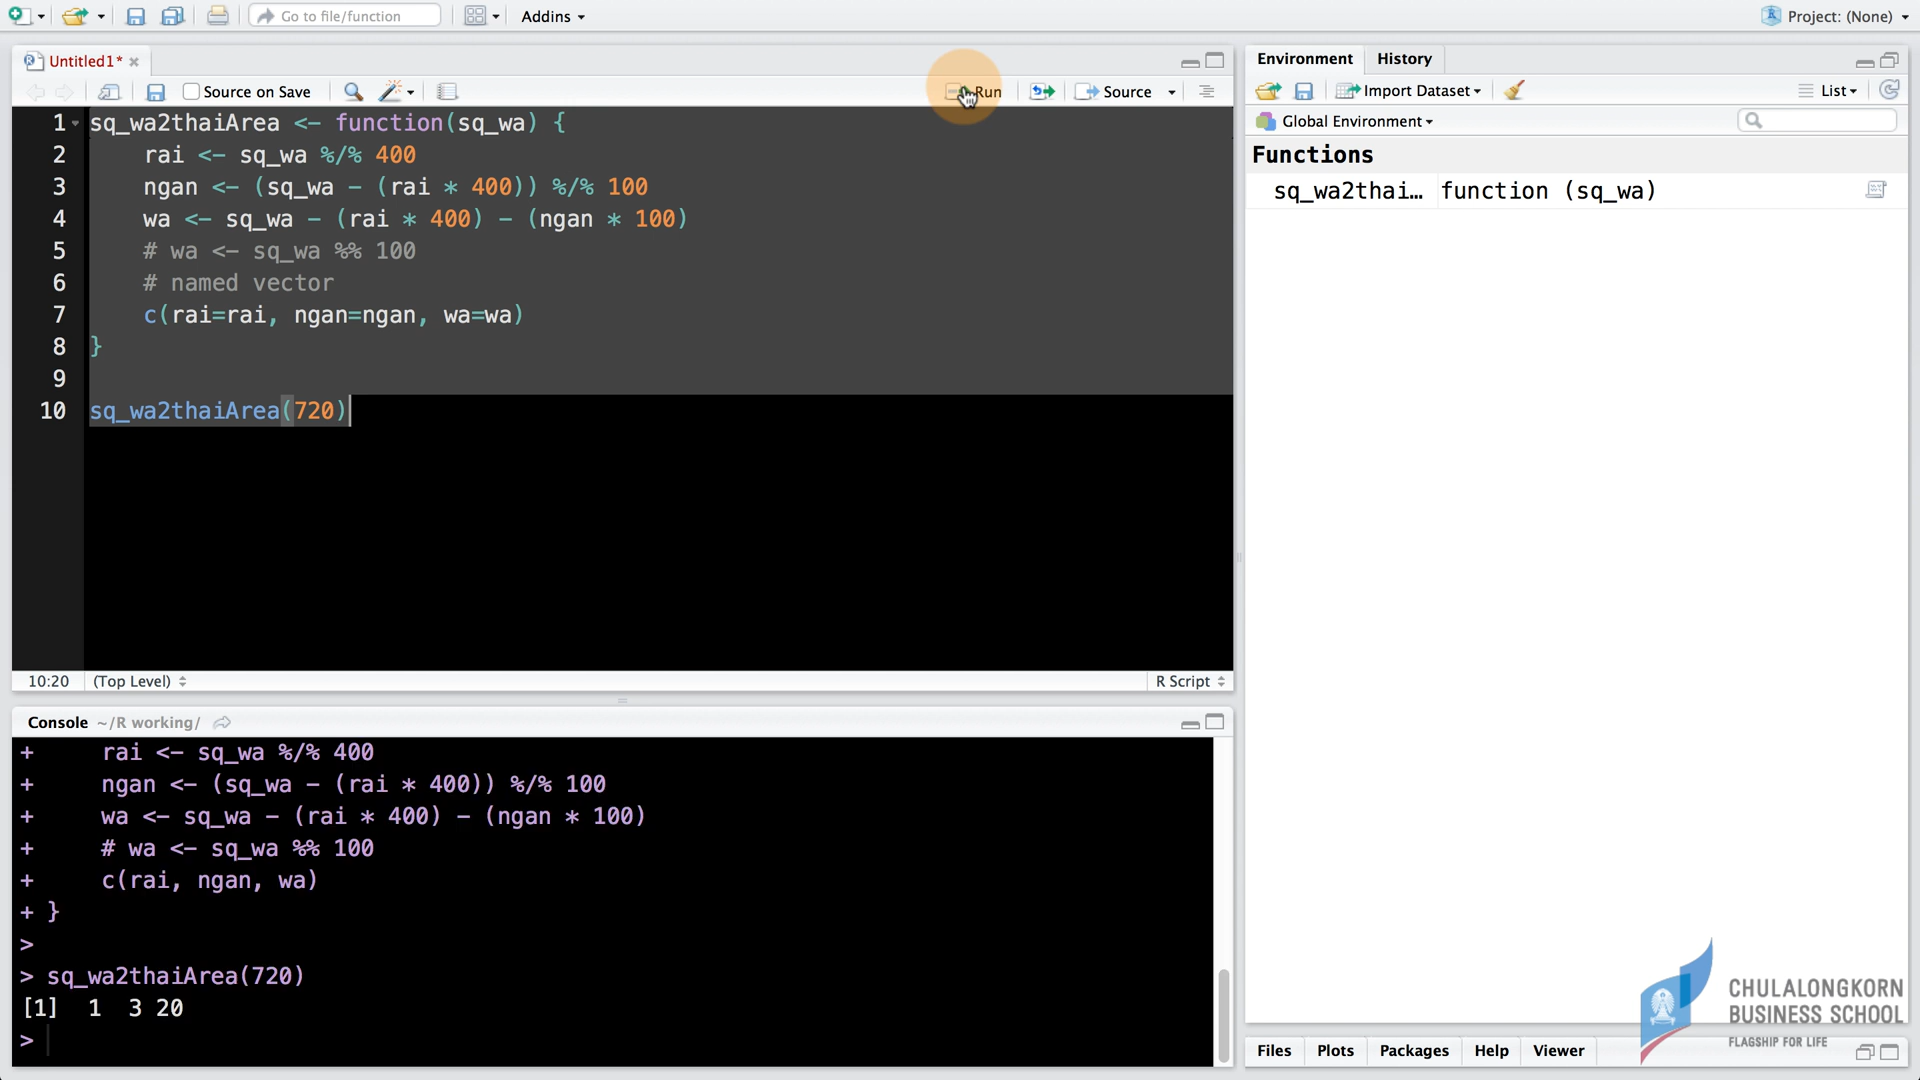 Go to file/function
Addins
Project: (None)
Untitled1*
Source on Save
Run
Source
1 sq_wa2thaiArea <- function(sq_wa) {
2 rai <- sq_wa %/% 400
3 ngan <- (sq_wa - (rai * 400)) %/% 100
4 wa <- sq_wa - (rai * 400) - (ngan * 100)
5 # wa <- sq_wa %% 100
6 # named vector
7 c(rai=rai, ngan=ngan, wa=wa)
8 }
9
10 sq_wa2thaiArea(720)
10:20 (Top Level)
R Script
Console ~/R working/
+ rai <- sq_wa %/% 400
+ ngan <- (sq_wa - (rai * 400)) %/% 100
+ wa <- sq_wa - (rai * 400) - (ngan * 100)
+ # wa <- sq_wa %% 100
+ c(rai, ngan, wa)
+ }
>
> sq_wa2thaiArea(720)
[1] 1 3 20
>
Environment History
Import Dataset
List
Global Environment
Functions
sq_wa2thai… function (sq_wa)
Files Plots Packages Help Viewer
CHULALONGKORN
BUSINESS SCHOOL
FLAGSHIP FOR LIFE